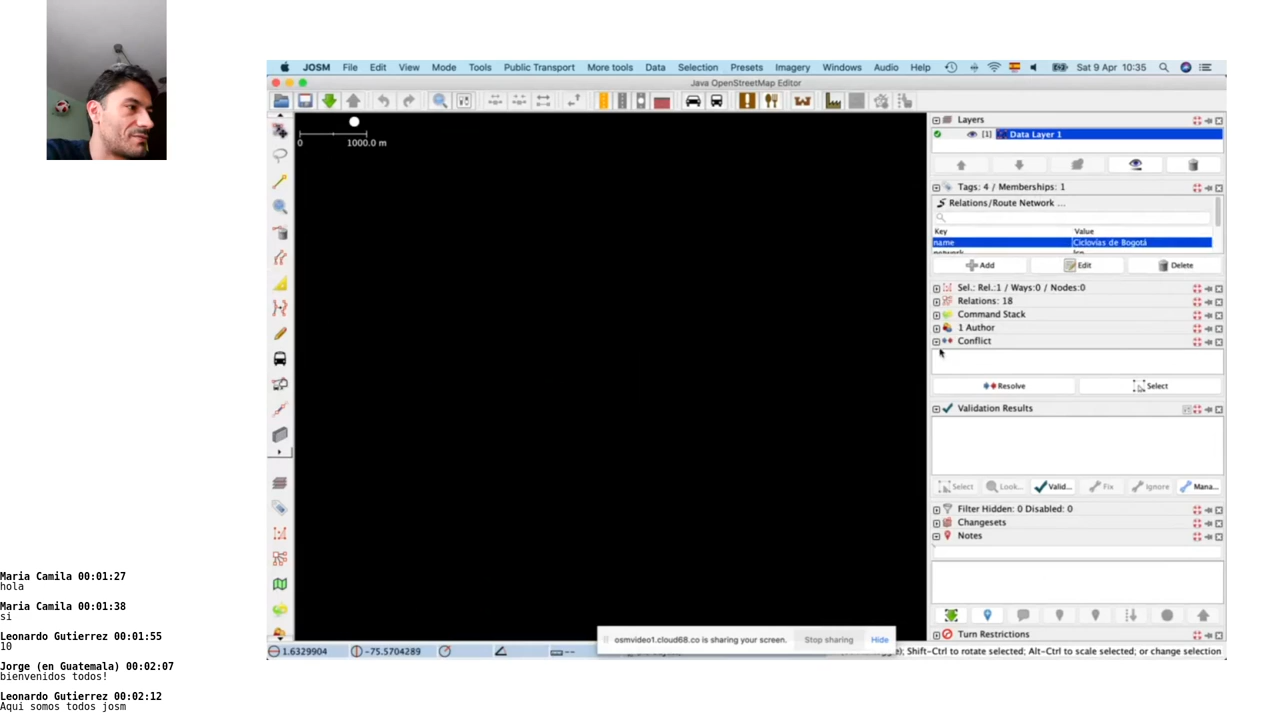 JOSM File Edit View Mode Tools Public Transport More tools Data Selection Presets Imagery Windows Audio Help Sat 9 Apr 10:35
Java OpenStreetMap Editor
0 1000.0 m
Layers
[1] Data Layer 1
Tags: 4 / Memberships: 1
Relations/Route Network ...
Key Value
name Ciclovías de Bogotá
network lcn
Add Edit Delete
Sel.: Rel.:1 / Ways:0 / Nodes:0
Relations: 18
Command Stack
1 Author
Conflict
Resolve Select
Validation Results
Select Look... Valid... Fix Ignore Mana...
Filter Hidden: 0 Disabled: 0
Changesets
Notes
Turn Restrictions
osmvideo1.cloud68.co is sharing your screen. Stop sharing Hide
1.6329904 -75.5704289 -- ); Shift-Ctrl to rotate selected; Alt-Ctrl to scale selected; or change selection
Maria Camila 00:01:27
hola
Maria Camila 00:01:38
si
Leonardo Gutierrez 00:01:55
10
Jorge (en Guatemala) 00:02:07
bienvenidos todos!
Leonardo Gutierrez 00:02:12
Aqui somos todos josm